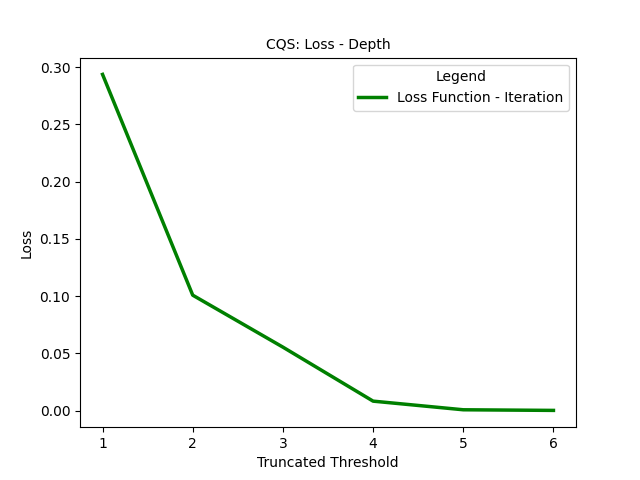 CQS: Loss - Depth
Legend
Loss Function - Iteration
0.30
0.25
0.20
0.15
0.10
0.05
0.00
Loss
1 2 3 4 5 6
Truncated Threshold